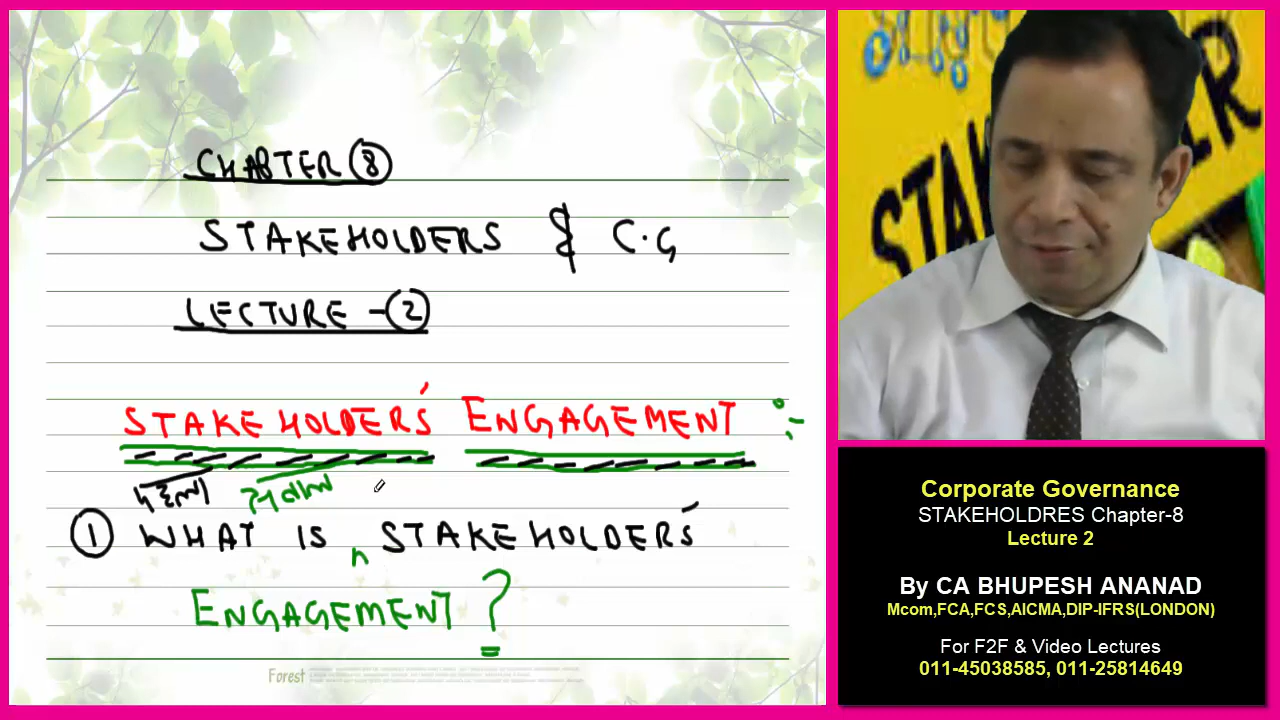 CHAPTER 8
STAKEHOLDERS & C.G
LECTURE - 2
STAKEHOLDER'S ENGAGEMENT :-
1 WHAT IS STAKEHOLDER'S
ENGAGEMENT ?
Forest
STAKEHOLDER
Corporate Governance
STAKEHOLDRES Chapter-8
Lecture 2
By CA BHUPESH ANANAD
Mcom,FCA,FCS,AICMA,DIP-IFRS(LONDON)
For F2F & Video Lectures
011-45038585, 011-25814649